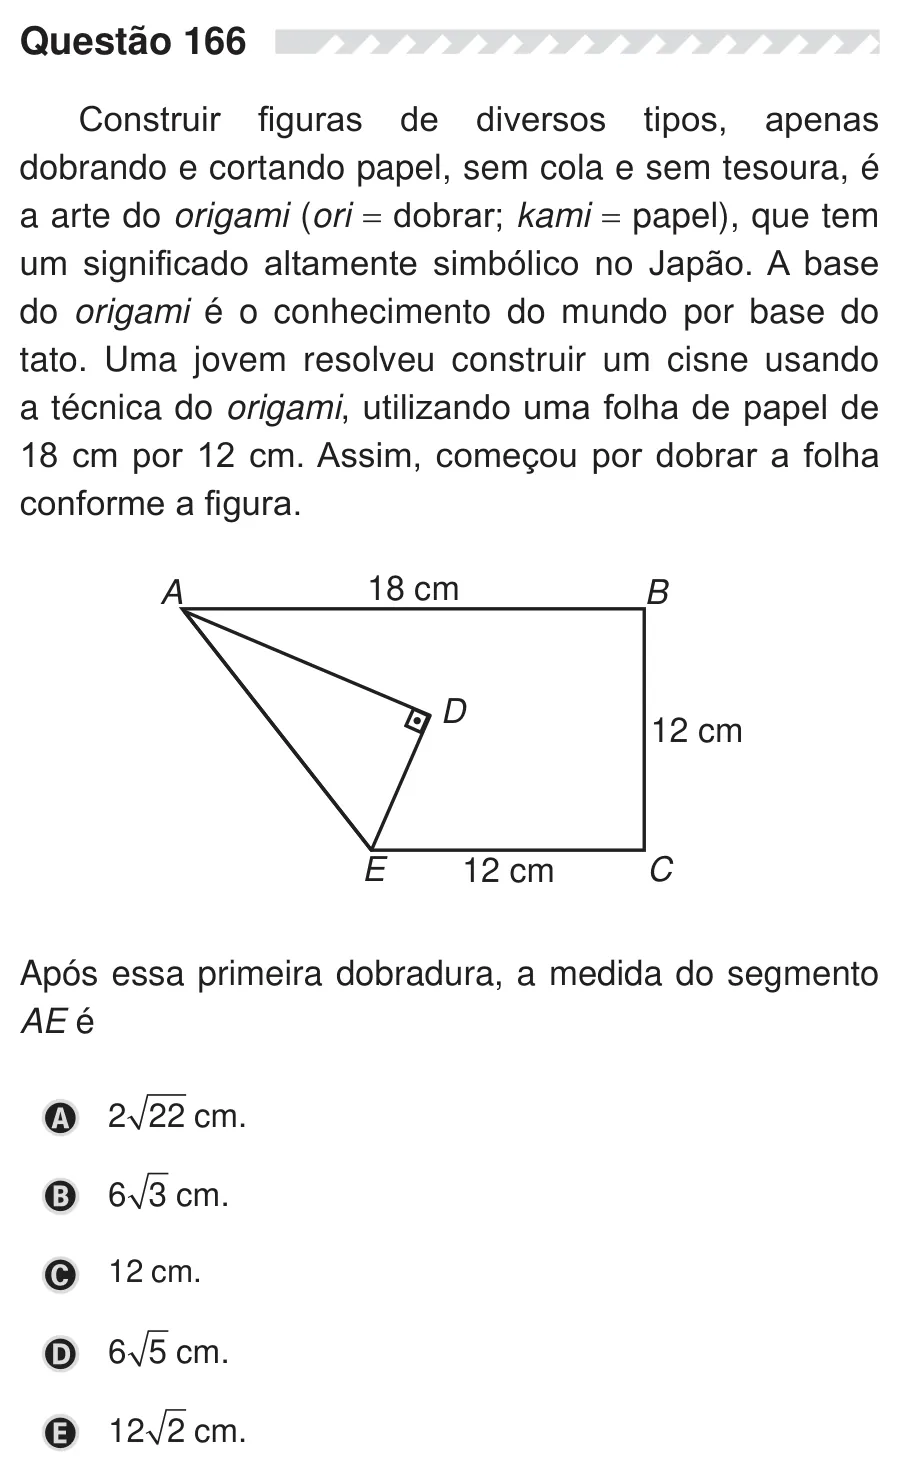 Questão 166
Construir figuras de diversos tipos, apenas
dobrando e cortando papel, sem cola e sem tesoura, é
a arte do origami (ori = dobrar; kami = papel), que tem
um significado altamente simbólico no Japão. A base
do origami é o conhecimento do mundo por base do
tato. Uma jovem resolveu construir um cisne usando
a técnica do origami, utilizando uma folha de papel de
18 cm por 12 cm. Assim, começou por dobrar a folha
conforme a figura.
A 18 cm B
D
12 cm
E 12 cm C
Após essa primeira dobradura, a medida do segmento
AE é
A 2√22 cm.
B 6√3 cm.
C 12 cm.
D 6√5 cm.
E 12√2 cm.